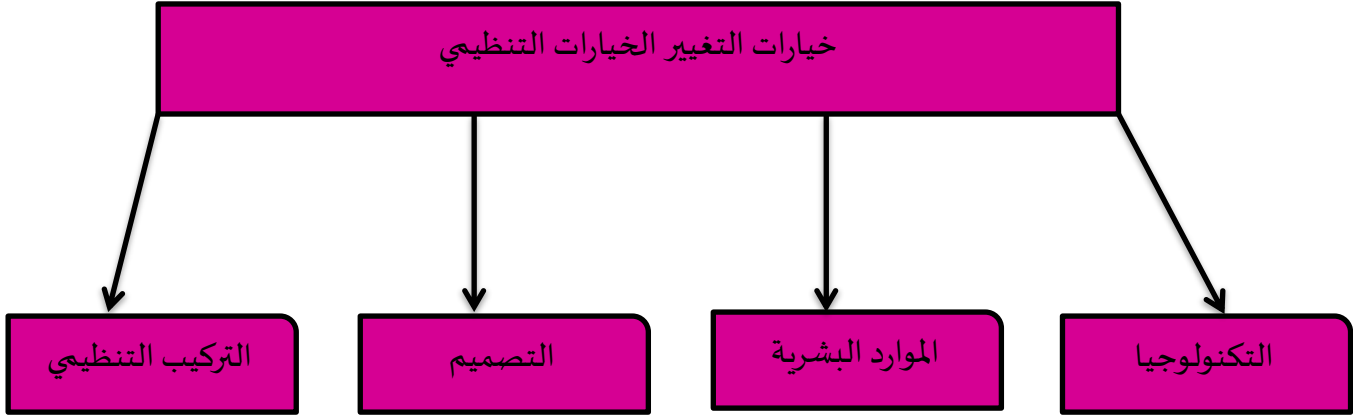 خيارات التغيير الخيارات التنظيمي
التكنولوجيا
الموارد البشرية
التصميم
التركيب التنظيمي